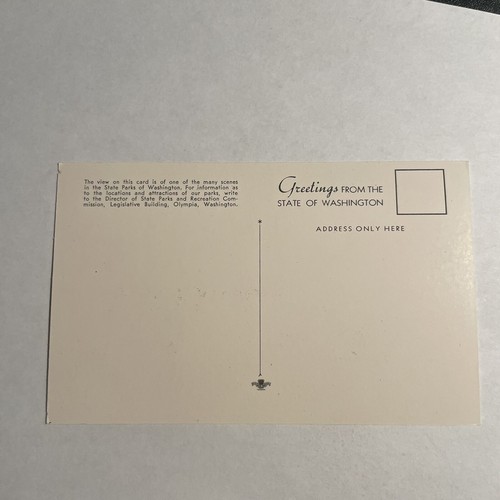 The view on this card is of one of the many scenes
in the State Parks of Washington. For information as
to the locations and attractions of our parks, write
to the Director of State Parks and Recreation Com-
mission, Legislative Building, Olympia, Washington.
Greetings FROM THE
STATE OF WASHINGTON
ADDRESS ONLY HERE